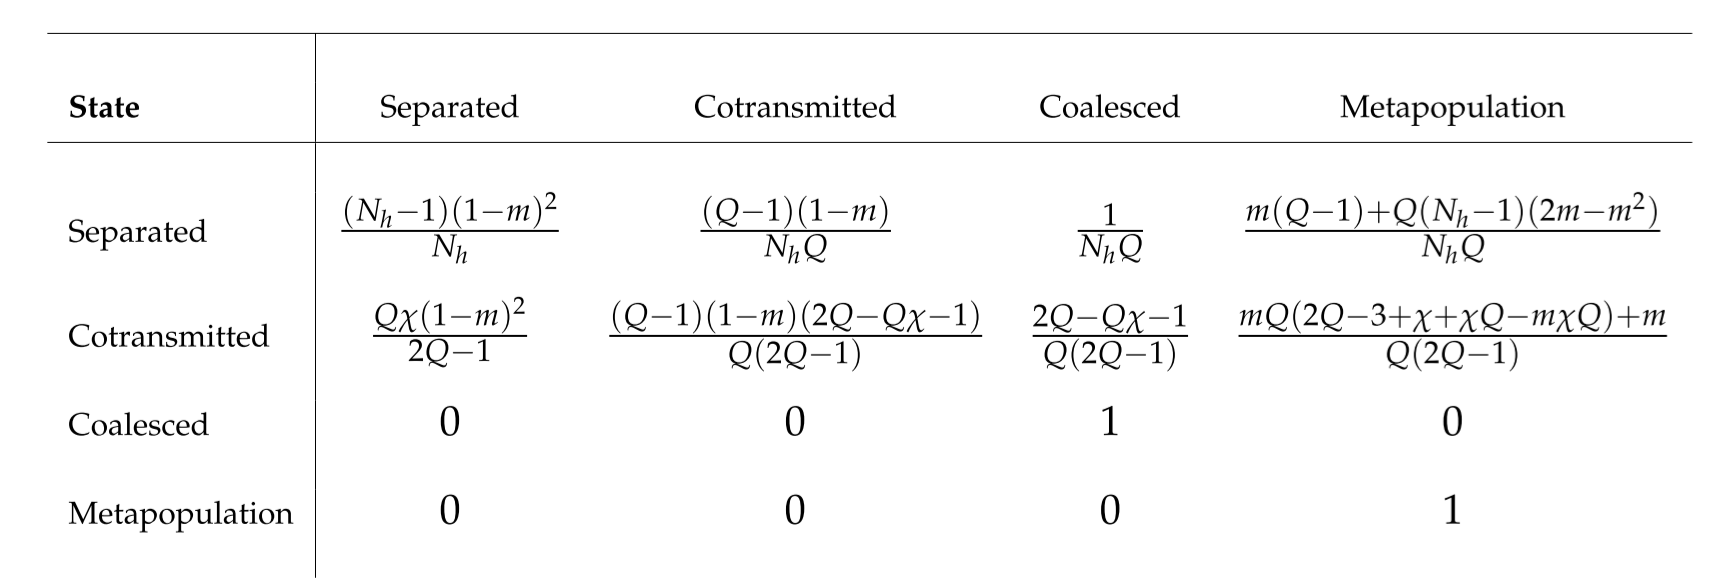 State Separated Cotransmitted Coalesced Metapopulation
Separated \frac{(N_h-1)(1-m)^2}{N_h} \frac{(Q-1)(1-m)}{N_hQ} \frac{1}{N_hQ} \frac{m(Q-1)+Q(N_h-1)(2m-m^2)}{N_hQ}
Cotransmitted \frac{Q\chi(1-m)^2}{2Q-1} \frac{(Q-1)(1-m)(2Q-Q\chi-1)}{Q(2Q-1)} \frac{2Q-Q\chi-1}{Q(2Q-1)} \frac{mQ(2Q-3+\chi+\chi Q-m\chi Q)+m}{Q(2Q-1)}
Coalesced 0 0 1 0
Metapopulation 0 0 0 1